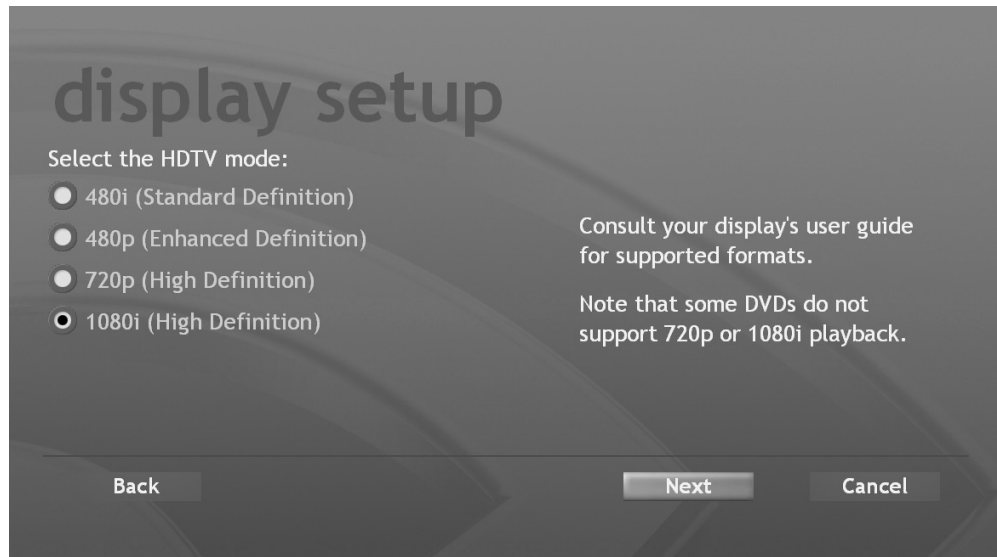 display setup
Select the HDTV mode:
480i (Standard Definition)
480p (Enhanced Definition)
720p (High Definition)
1080i (High Definition)
Consult your display's user guide
for supported formats.
Note that some DVDs do not
support 720p or 1080i playback.
Back
Next
Cancel